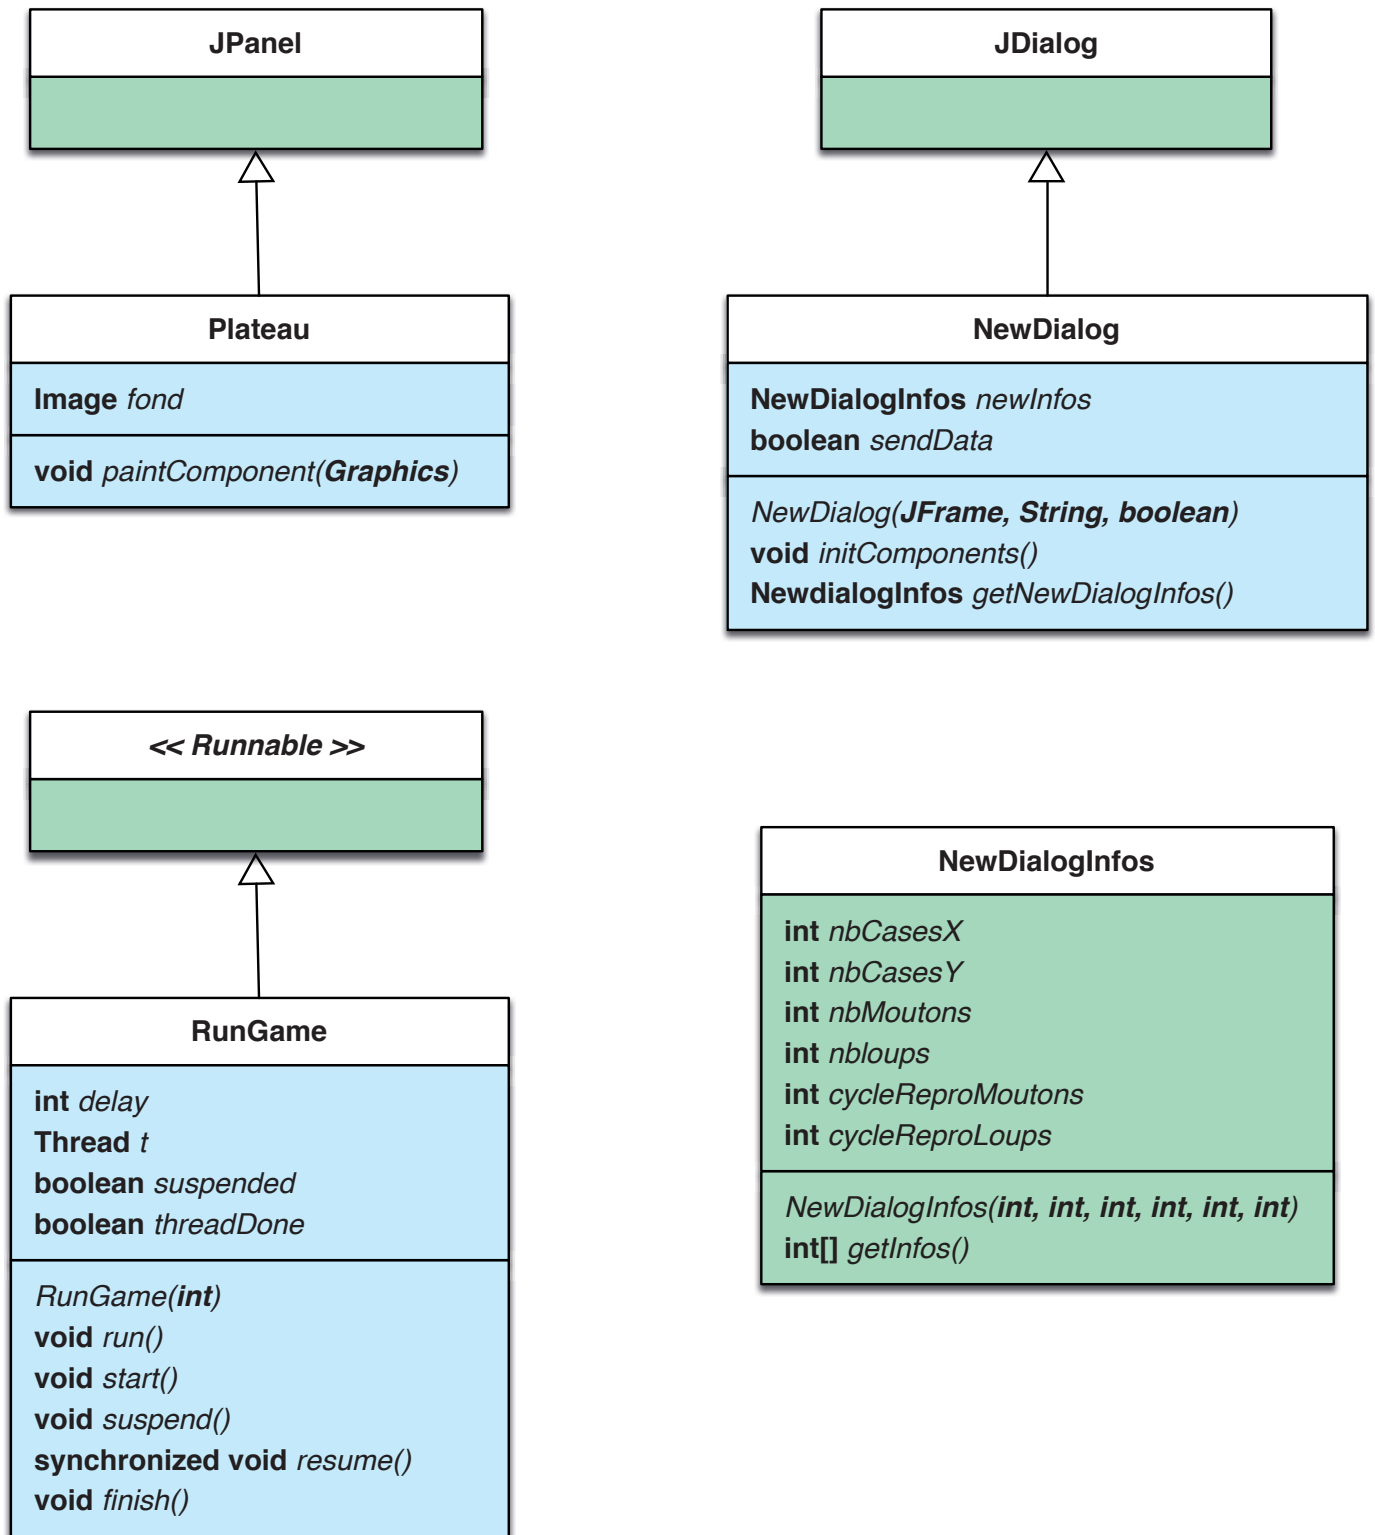 JPanel
JDialog
Plateau
Image fond
void paintComponent(Graphics)
NewDialog
NewDialogInfos newInfos
boolean sendData
NewDialog(JFrame, String, boolean)
void initComponents()
NewdialogInfos getNewDialogInfos()
<< Runnable >>
RunGame
int delay
Thread t
boolean suspended
boolean threadDone
RunGame(int)
void run()
void start()
void suspend()
synchronized void resume()
void finish()
NewDialogInfos
int nbCasesX
int nbCasesY
int nbMoutons
int nbloups
int cycleReproMoutons
int cycleReproLoups
NewDialogInfos(int, int, int, int, int, int)
int[] getInfos()